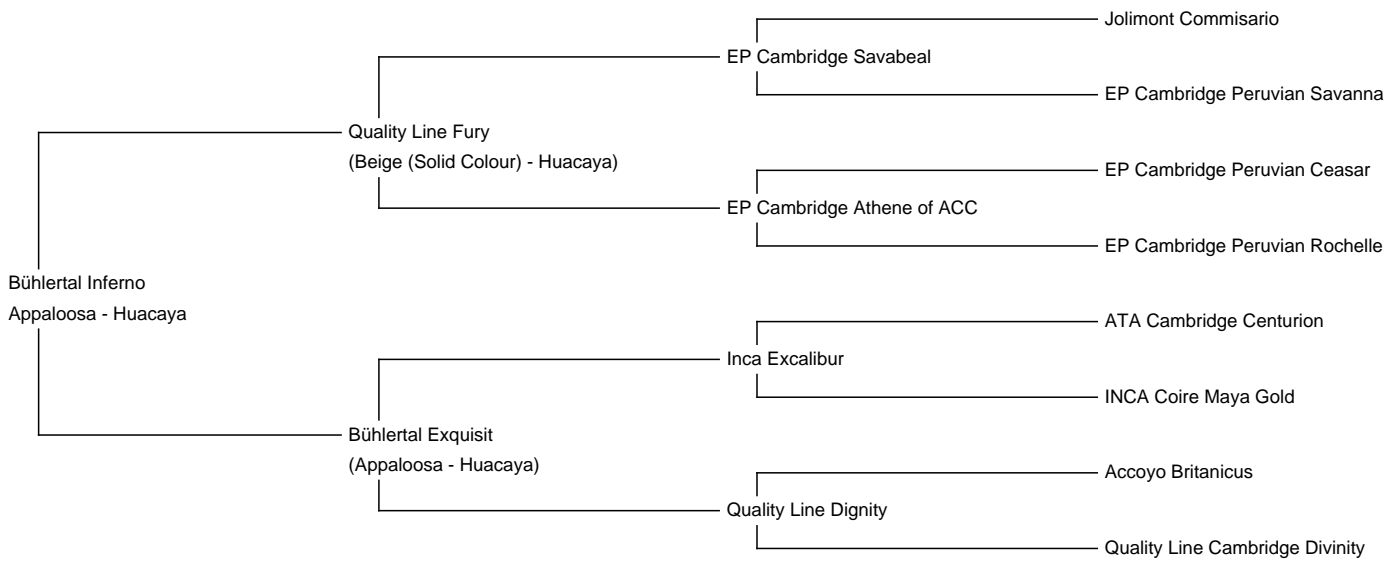 Jolimont Commisario
EP Cambridge Savabeal
EP Cambridge Peruvian Savanna
Quality Line Fury
(Beige (Solid Colour) - Huacaya)
EP Cambridge Peruvian Ceasar
EP Cambridge Athene of ACC
EP Cambridge Peruvian Rochelle
Bühlertal Inferno
Appaloosa - Huacaya
ATA Cambridge Centurion
Inca Excalibur
INCA Coire Maya Gold
Bühlertal Exquisit
(Appaloosa - Huacaya)
Accoyo Britanicus
Quality Line Dignity
Quality Line Cambridge Divinity